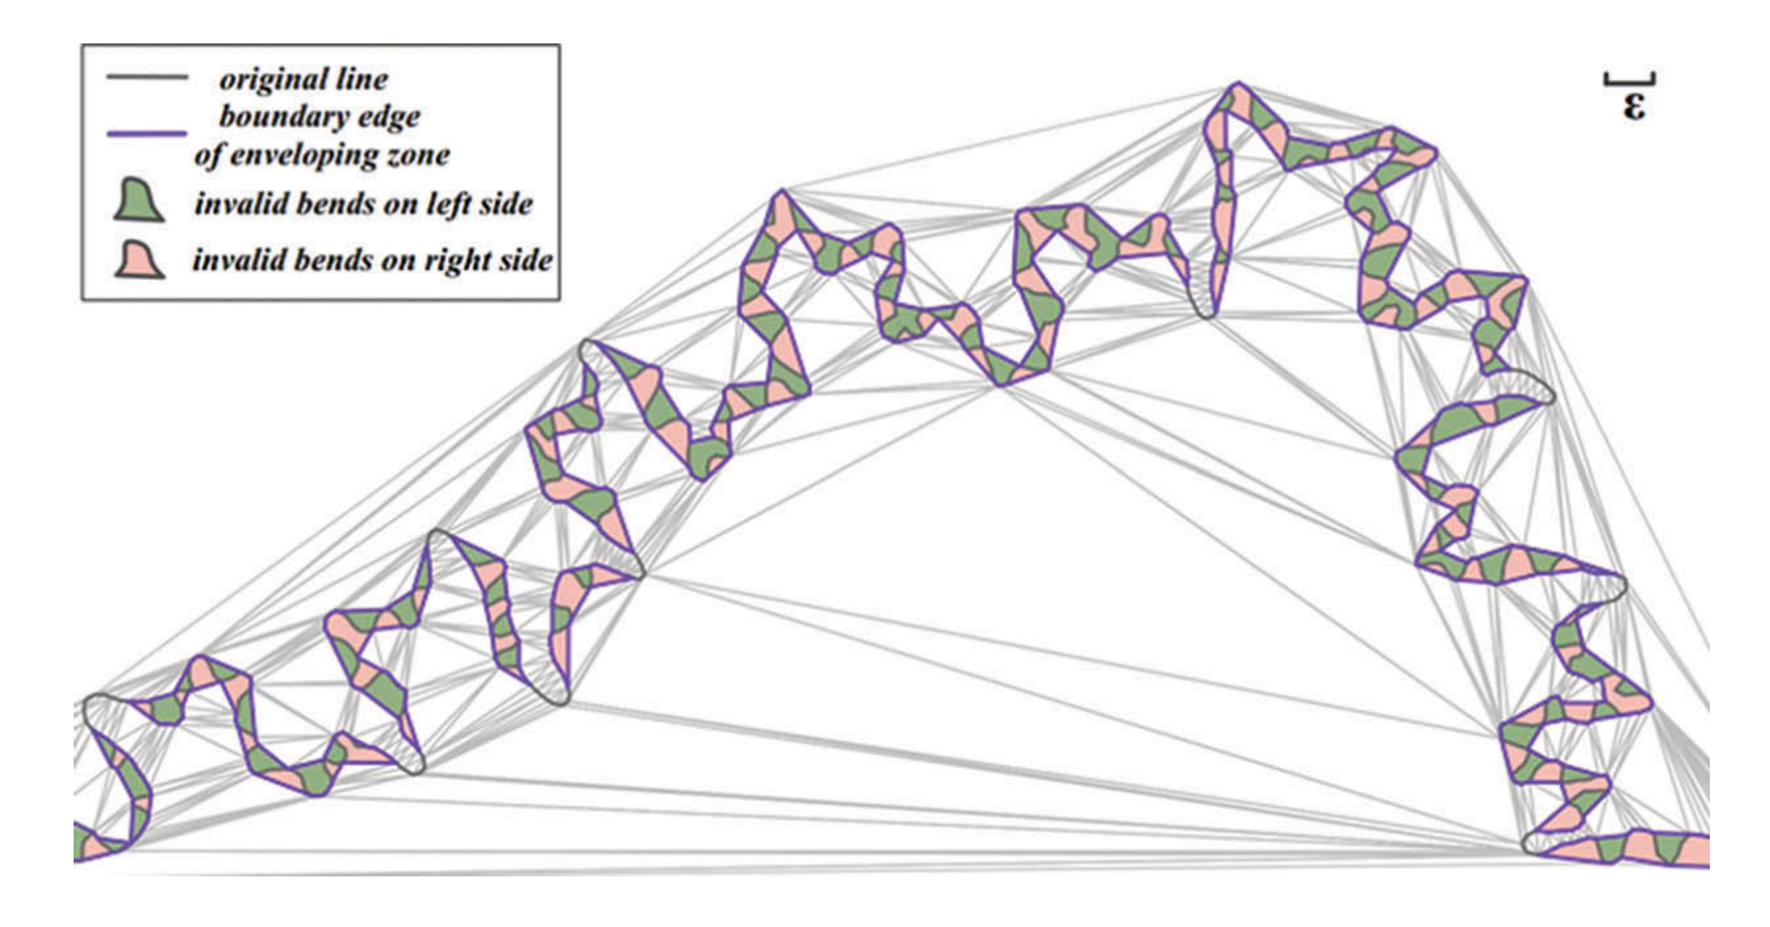 original line
boundary edge
of enveloping zone
invalid bends on left side
invalid bends on right side
ε